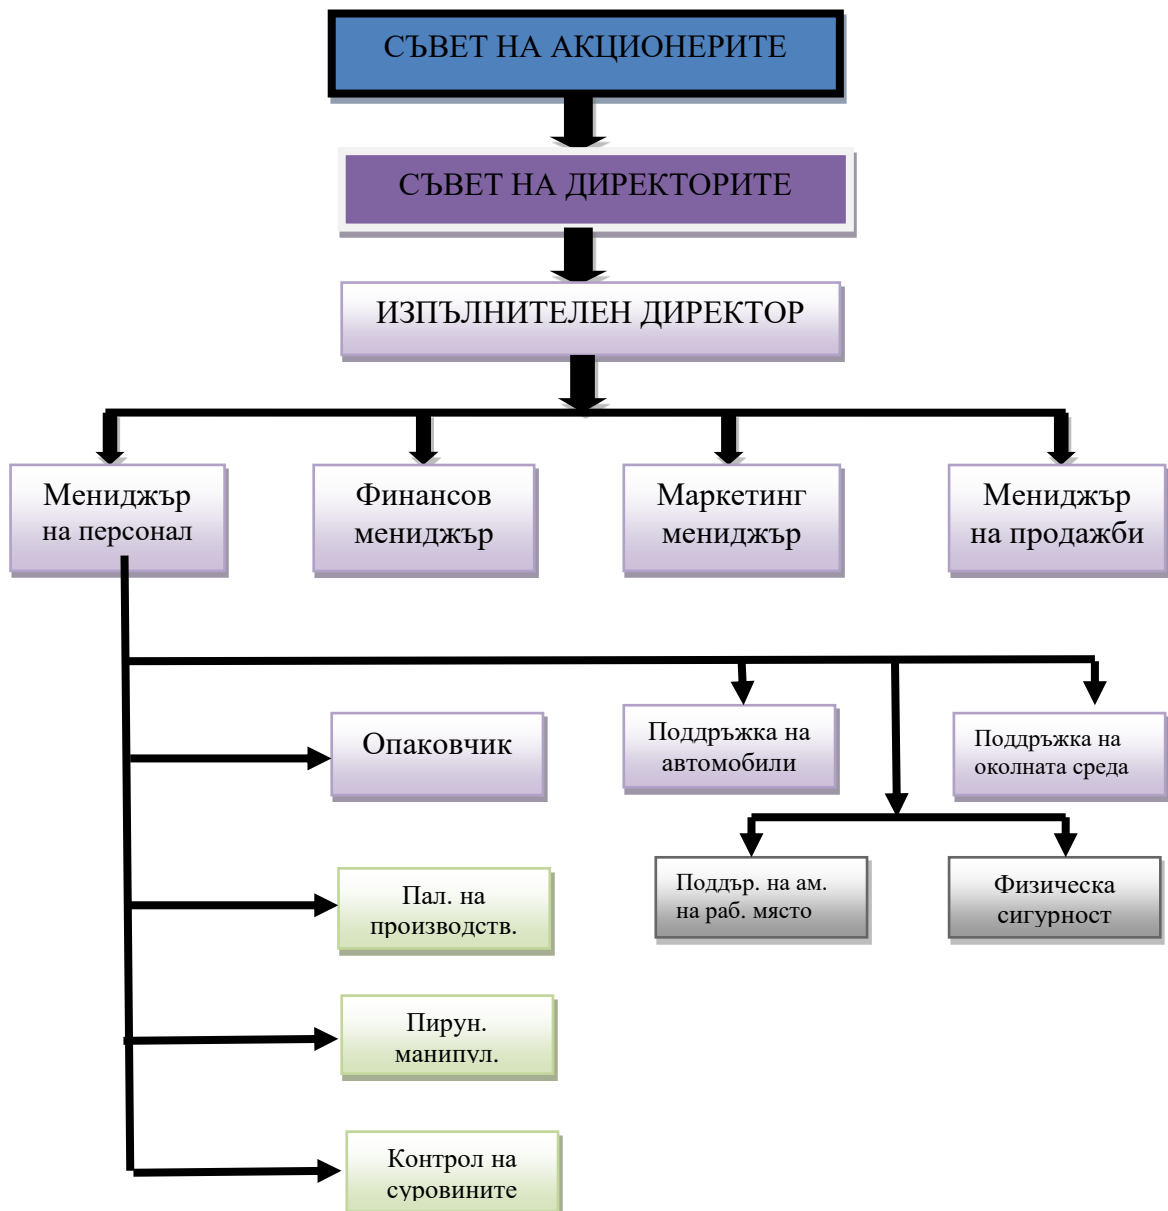 СЪВЕТ НА АКЦИОНЕРИТЕ
СЪВЕТ НА ДИРЕКТОРИТЕ
ИЗПЪЛНИТЕЛЕН ДИРЕКТОР
Мениджър
на персонал
Финансов
мениджър
Маркетинг
мениджър
Мениджър
на продажби
Опаковчик
Поддръжка на
автомобили
Поддръжка на
околната среда
Пал. на
производств.
Поддър. на ам.
на раб. място
Физическа
сигурност
Пирун.
манипул.
Контрол на
суровините